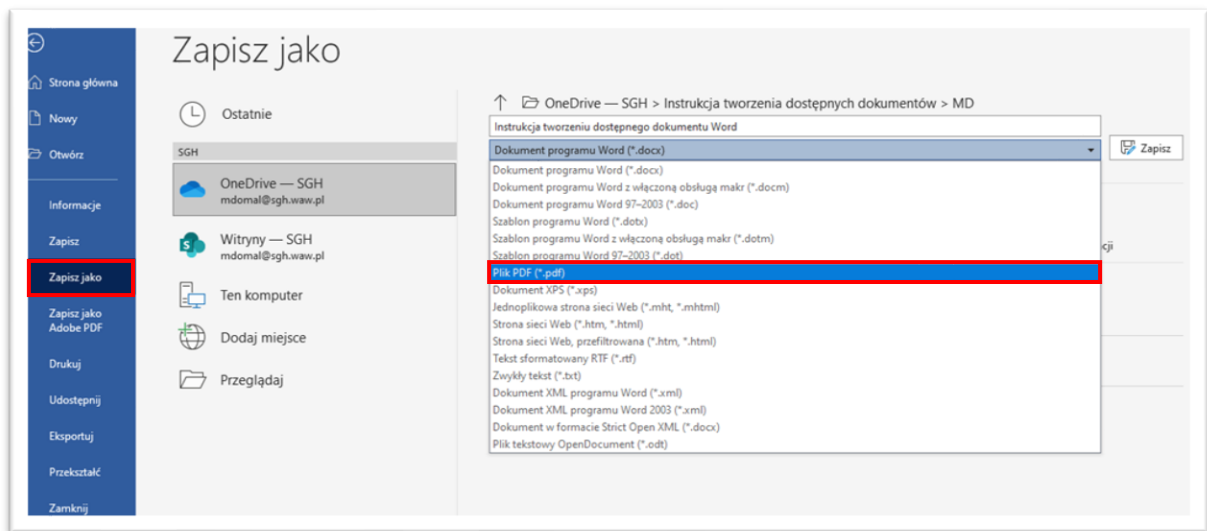 Strona główna
Nowy
Otwórz
Informacje
Zapisz
Zapisz jako
Zapisz jako
Adobe PDF
Drukuj
Udostępnij
Eksportuj
Przekształć
Zamknij
Zapisz jako
Ostatnie
SGH
OneDrive — SGH
mdomal@sgh.waw.pl
Witryny — SGH
mdomal@sgh.waw.pl
Ten komputer
Dodaj miejsce
Przeglądaj
OneDrive — SGH > Instrukcja tworzenia dostępnych dokumentów > MD
Instrukcja tworzeniu dostępnego dokumentu Word
Dokument programu Word (*.docx)
Zapisz
Dokument programu Word (*.docx)
Dokument programu Word z włączoną obsługą makr (*.docm)
Dokument programu Word 97–2003 (*.doc)
Szablon programu Word (*.dotx)
Szablon programu Word z włączoną obsługą makr (*.dotm)
Szablon programu Word 97–2003 (*.dot)
Plik PDF (*.pdf)
Dokument XPS (*.xps)
Jednoplikowa strona sieci Web (*.mht, *.mhtml)
Strona sieci Web (*.htm, *.html)
Strona sieci Web, przefiltrowana (*.htm, *.html)
Tekst sformatowany RTF (*.rtf)
Zwykły tekst (*.txt)
Dokument XML programu Word (*.xml)
Dokument XML programu Word 2003 (*.xml)
Dokument w formacie Strict Open XML (*.docx)
Plik tekstowy OpenDocument (*.odt)